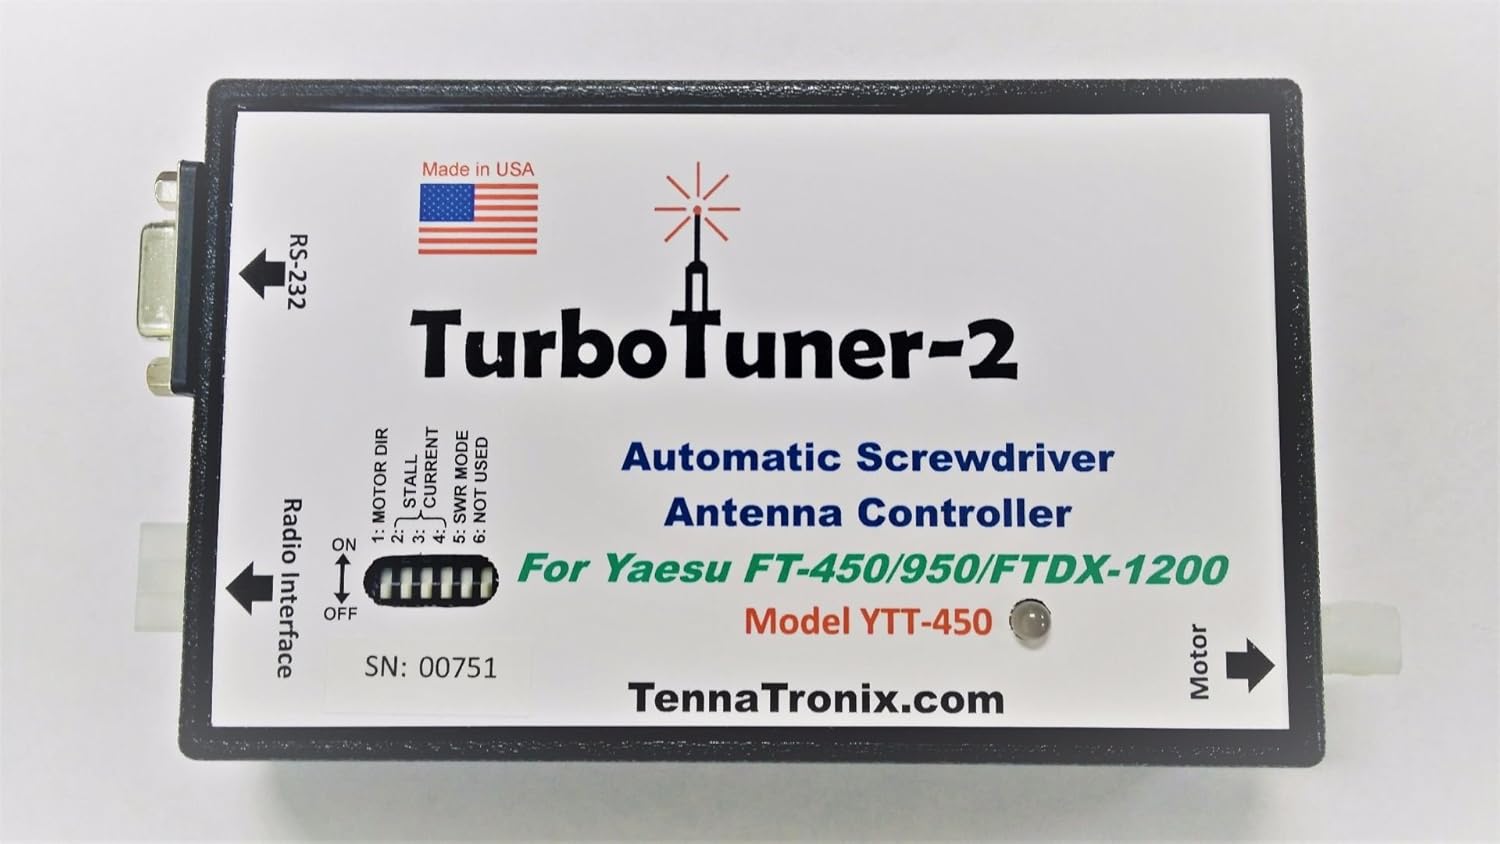 Made in USA
RS-232
TurboTuner-2
1: MOTOR DIR
2:
3:
4:
STALL
CURRENT
5: SWR MODE
6: NOT USED
Automatic Screwdriver
Antenna Controller
For Yaesu FT-450/950/FTDX-1200
Model YTT-450
ON
OFF
Radio Interface
SN: 00751
TennaTronix.com
Motor